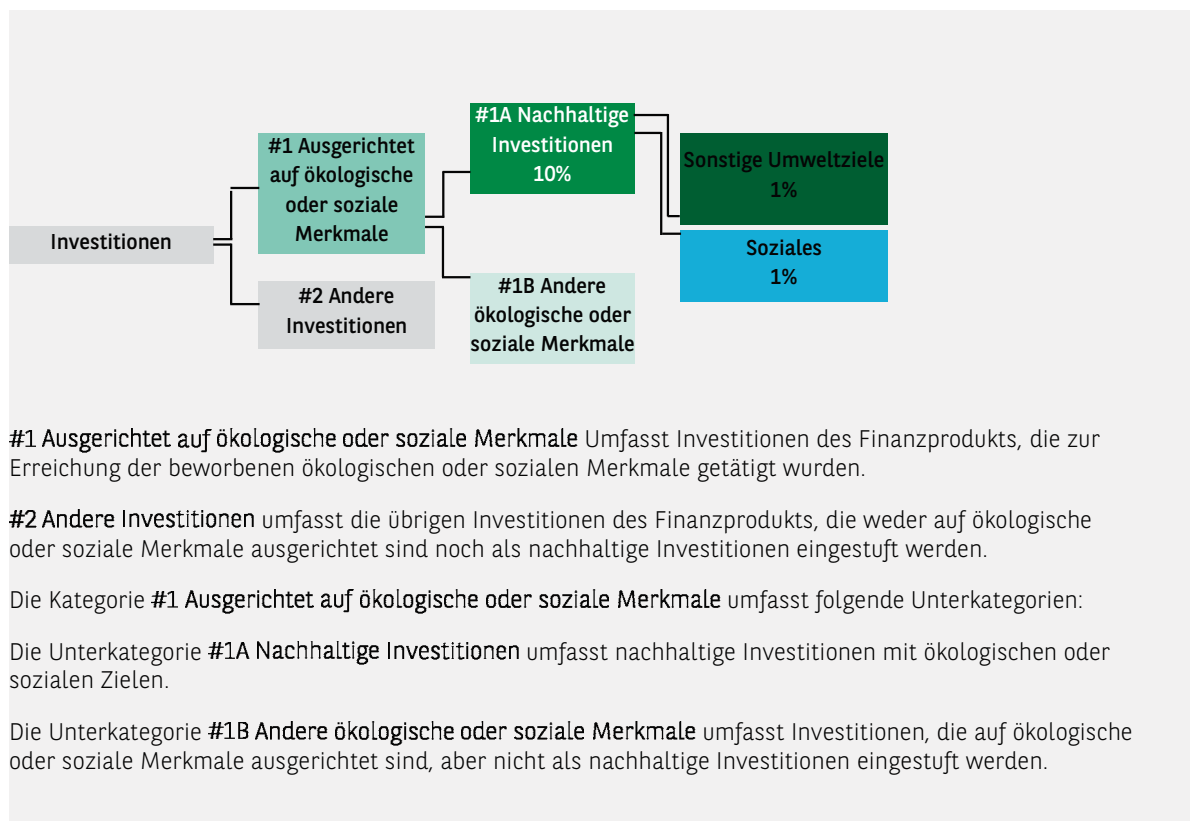 #1A Nachhaltige
Investitionen
10%
#1 Ausgerichtet
auf ökologische
oder soziale
Merkmale
Sonstige Umweltziele
1%
Investitionen
Soziales
1%
#2 Andere
Investitionen
#1B Andere
ökologische oder
soziale Merkmale
#1 Ausgerichtet auf ökologische oder soziale Merkmale Umfasst Investitionen des Finanzprodukts, die zur
Erreichung der beworbenen ökologischen oder sozialen Merkmale getätigt wurden.
#2 Andere Investitionen umfasst die übrigen Investitionen des Finanzprodukts, die weder auf ökologische
oder soziale Merkmale ausgerichtet sind noch als nachhaltige Investitionen eingestuft werden.
Die Kategorie #1 Ausgerichtet auf ökologische oder soziale Merkmale umfasst folgende Unterkategorien:
Die Unterkategorie #1A Nachhaltige Investitionen umfasst nachhaltige Investitionen mit ökologischen oder
sozialen Zielen.
Die Unterkategorie #1B Andere ökologische oder soziale Merkmale umfasst Investitionen, die auf ökologische
oder soziale Merkmale ausgerichtet sind, aber nicht als nachhaltige Investitionen eingestuft werden.